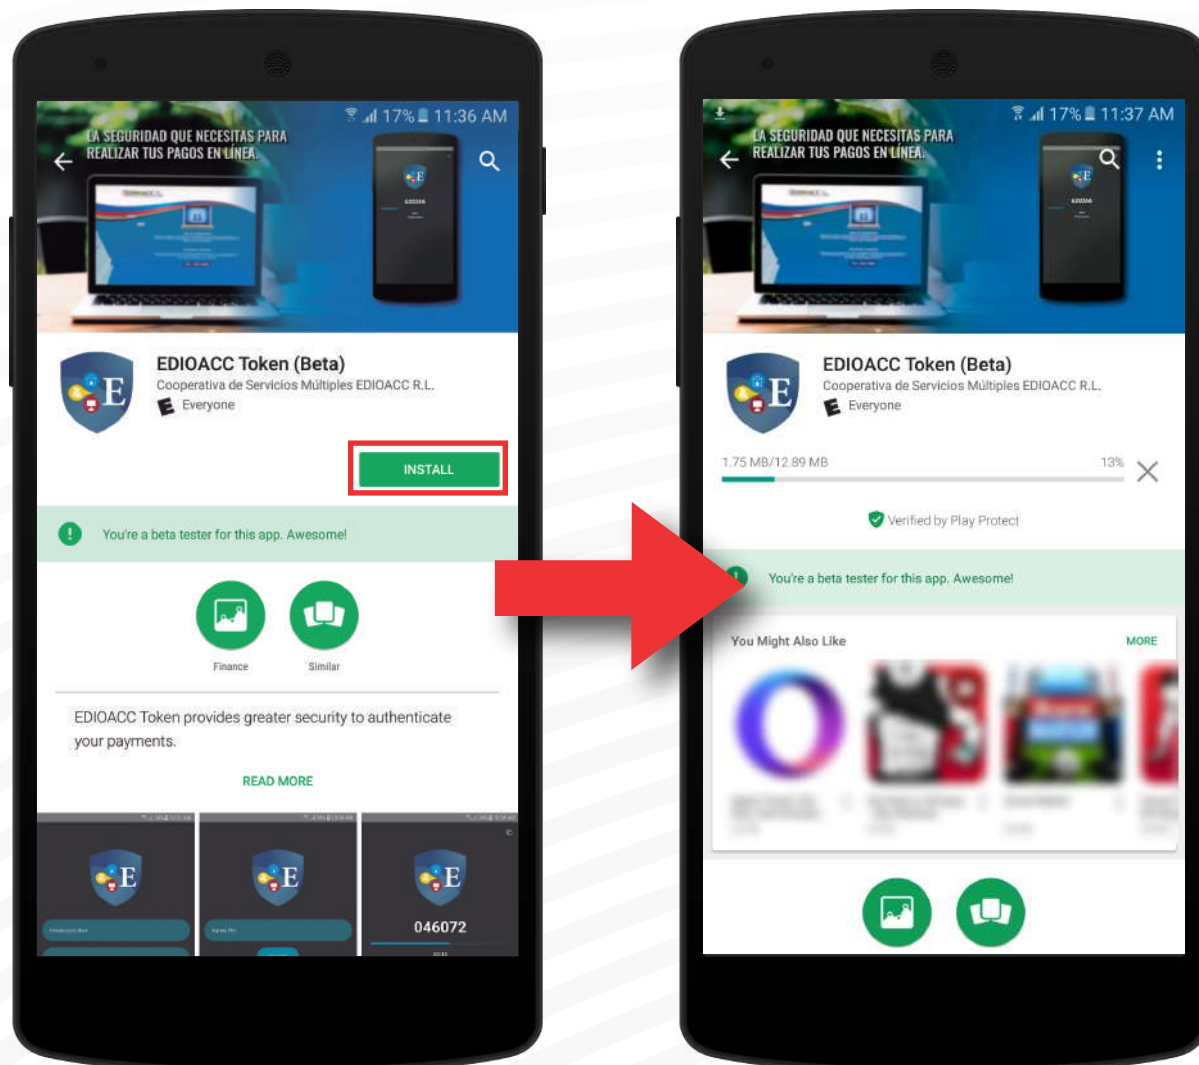 17% 11:36 AM
LA SEGURIDAD QUE NECESITAS PARA
REALIZAR TUS PAGOS EN LÍNEA.
E
EDIOACC Token (Beta)
Cooperativa de Servicios Múltiples EDIOACC R.L.
E Everyone
INSTALL
! You're a beta tester for this app. Awesome!
Finance Similar
EDIOACC Token provides greater security to authenticate
your payments.
READ MORE
E E E
046072
17% 11:37 AM
LA SEGURIDAD QUE NECESITAS PARA
REALIZAR TUS PAGOS EN LÍNEA.
E
EDIOACC Token (Beta)
Cooperativa de Servicios Múltiples EDIOACC R.L.
E Everyone
1.75 MB/12.89 MB 13%
Verified by Play Protect
You're a beta tester for this app. Awesome!
You Might Also Like MORE